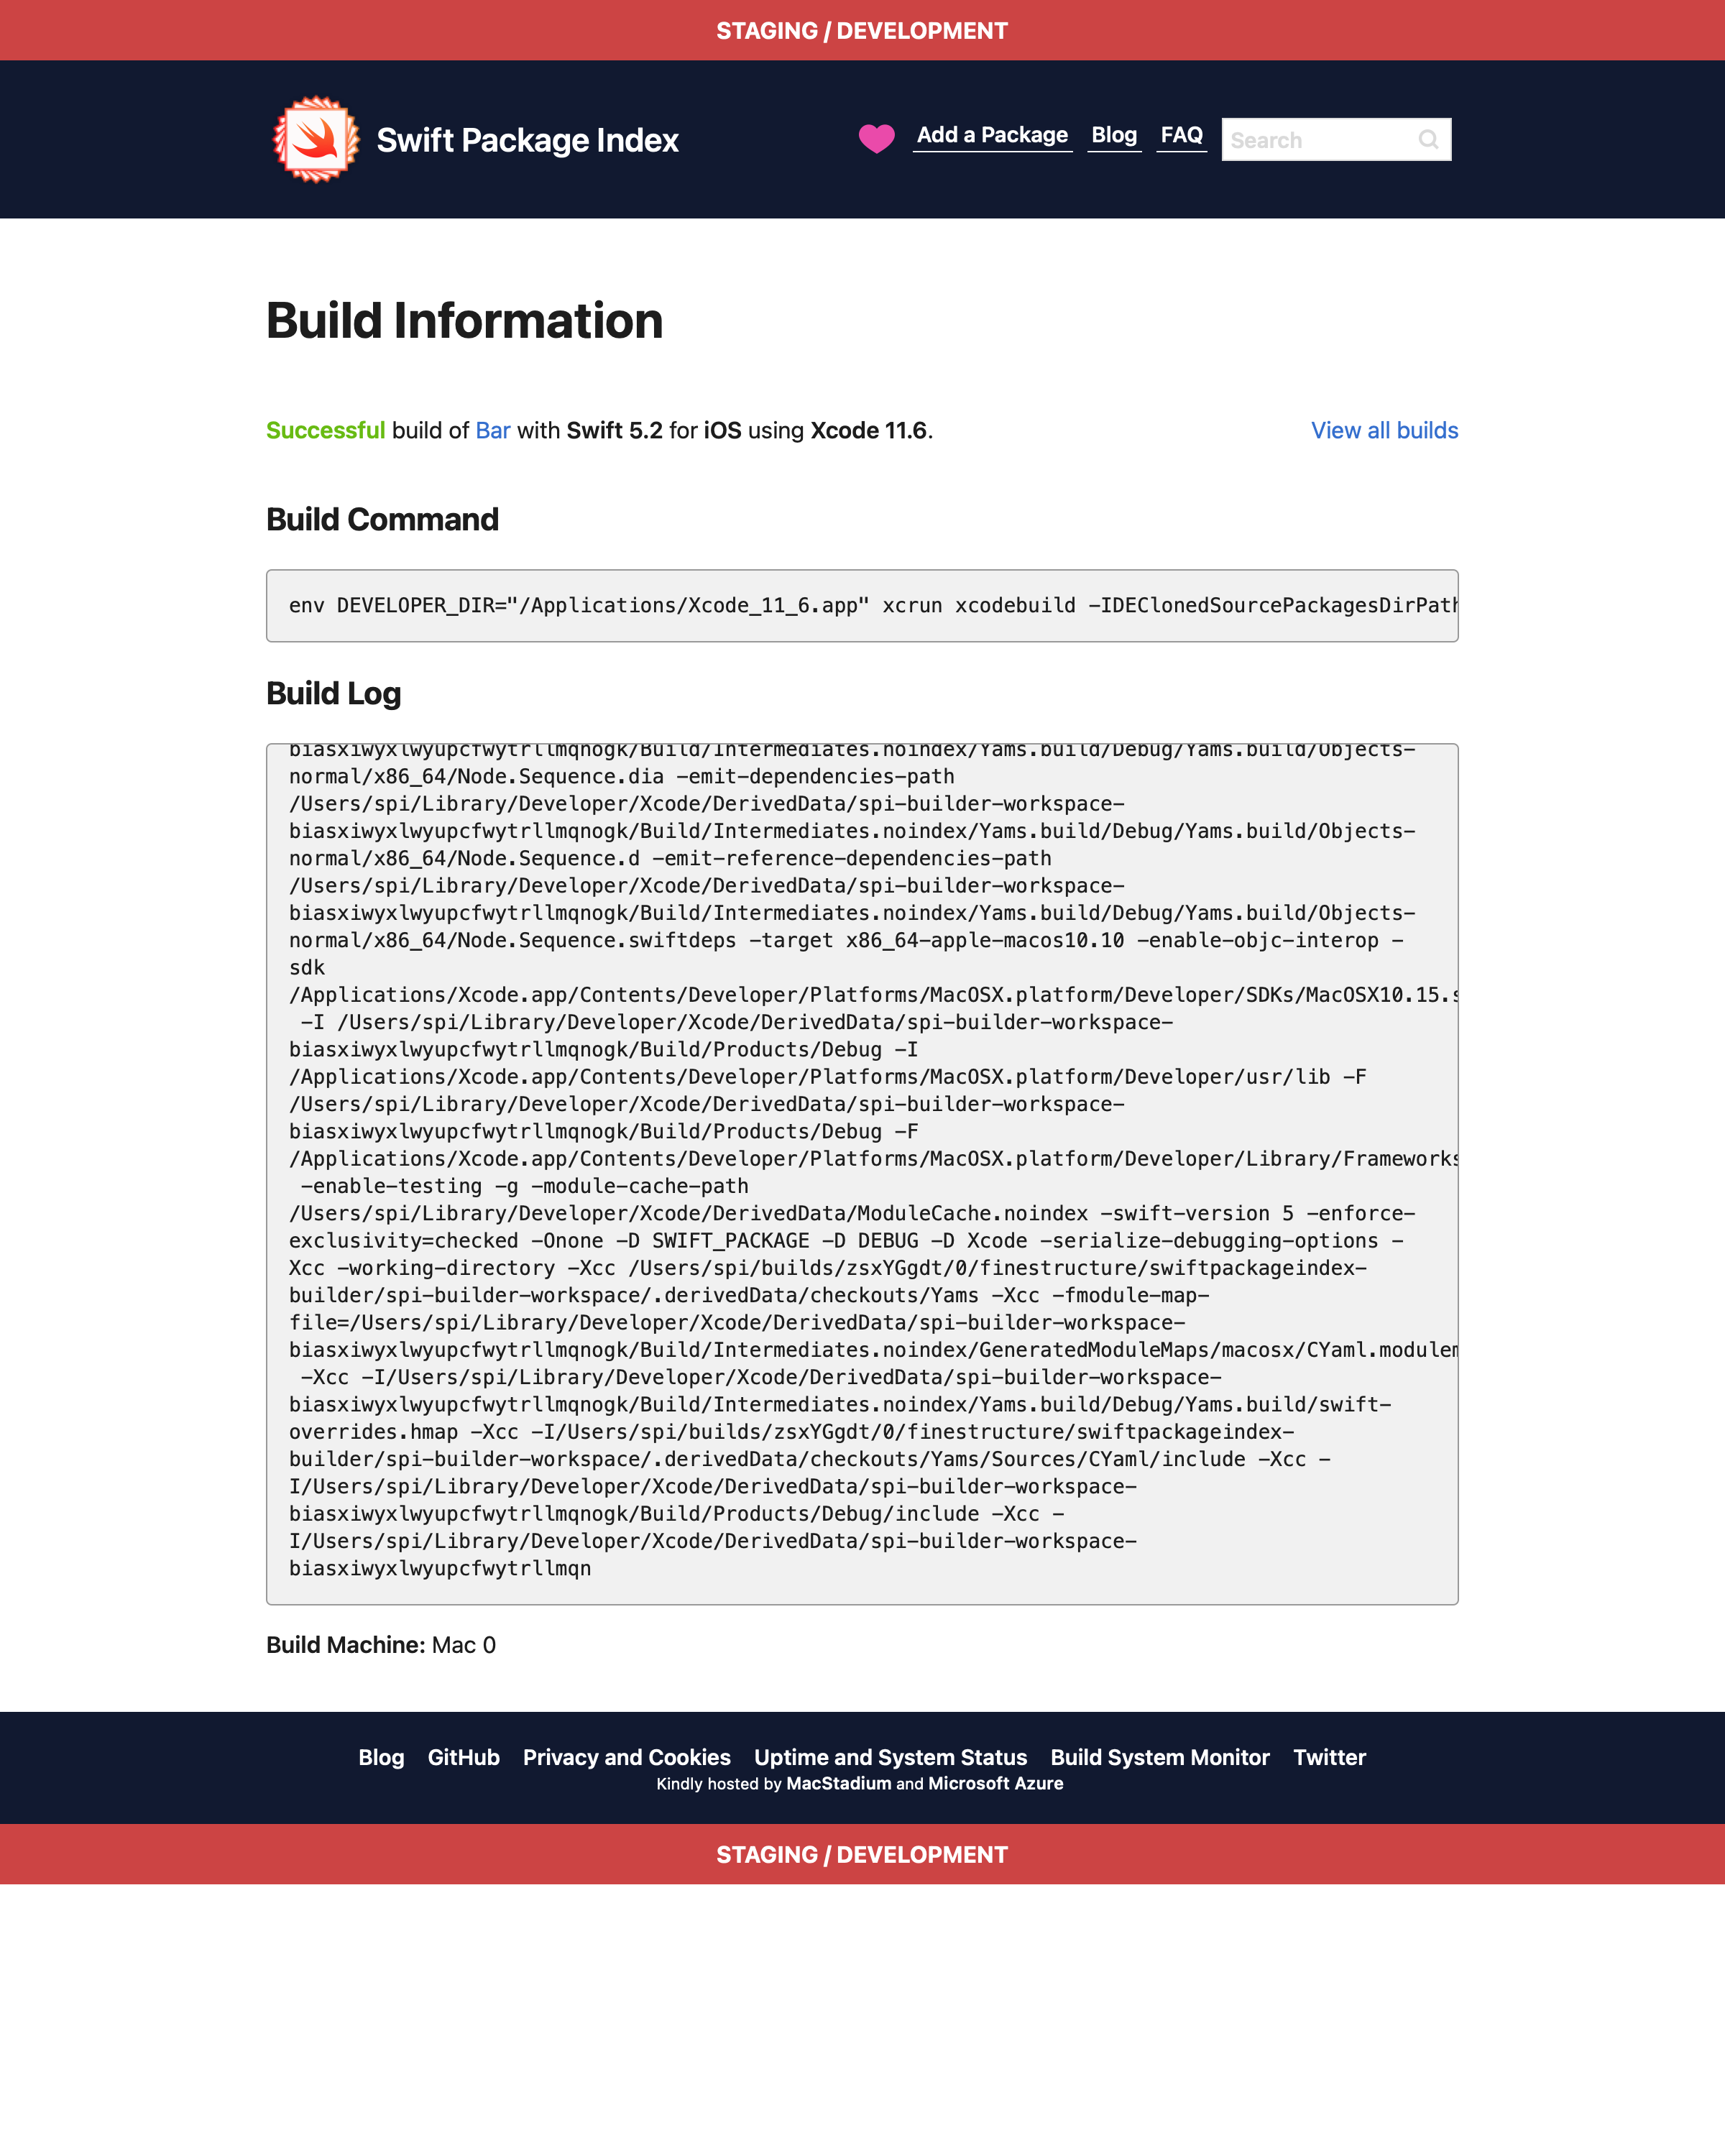 STAGING / DEVELOPMENT
Swift Package Index
Add a Package Blog FAQ Search
Build Information
Successful build of Bar with Swift 5.2 for iOS using Xcode 11.6. View all builds
Build Command
env DEVELOPER_DIR="/Applications/Xcode_11_6.app" xcrun xcodebuild -IDEClonedSourcePackagesDirPath
Build Log
biasxiwyxlwyupcfwytrllmqnogk/Build/Intermediates.noindex/Yams.build/Debug/Yams.build/Objects-
normal/x86_64/Node.Sequence.dia -emit-dependencies-path
/Users/spi/Library/Developer/Xcode/DerivedData/spi-builder-workspace-
biasxiwyxlwyupcfwytrllmqnogk/Build/Intermediates.noindex/Yams.build/Debug/Yams.build/Objects-
normal/x86_64/Node.Sequence.d -emit-reference-dependencies-path
/Users/spi/Library/Developer/Xcode/DerivedData/spi-builder-workspace-
biasxiwyxlwyupcfwytrllmqnogk/Build/Intermediates.noindex/Yams.build/Debug/Yams.build/Objects-
normal/x86_64/Node.Sequence.swiftdeps -target x86_64-apple-macos10.10 -enable-objc-interop -
sdk
/Applications/Xcode.app/Contents/Developer/Platforms/MacOSX.platform/Developer/SDKs/MacOSX10.15.s
-I /Users/spi/Library/Developer/Xcode/DerivedData/spi-builder-workspace-
biasxiwyxlwyupcfwytrllmqnogk/Build/Products/Debug -I
/Applications/Xcode.app/Contents/Developer/Platforms/MacOSX.platform/Developer/usr/lib -F
/Users/spi/Library/Developer/Xcode/DerivedData/spi-builder-workspace-
biasxiwyxlwyupcfwytrllmqnogk/Build/Products/Debug -F
/Applications/Xcode.app/Contents/Developer/Platforms/MacOSX.platform/Developer/Library/Frameworks
-enable-testing -g -module-cache-path
/Users/spi/Library/Developer/Xcode/DerivedData/ModuleCache.noindex -swift-version 5 -enforce-
exclusivity=checked -Onone -D SWIFT_PACKAGE -D DEBUG -D Xcode -serialize-debugging-options -
Xcc -working-directory -Xcc /Users/spi/builds/zsxYGgdt/0/finestructure/swiftpackageindex-
builder/spi-builder-workspace/.derivedData/checkouts/Yams -Xcc -fmodule-map-
file=/Users/spi/Library/Developer/Xcode/DerivedData/spi-builder-workspace-
biasxiwyxlwyupcfwytrllmqnogk/Build/Intermediates.noindex/GeneratedModuleMaps/macosx/CYaml.modulem
-Xcc -I/Users/spi/Library/Developer/Xcode/DerivedData/spi-builder-workspace-
biasxiwyxlwyupcfwytrllmqnogk/Build/Intermediates.noindex/Yams.build/Debug/Yams.build/swift-
overrides.hmap -Xcc -I/Users/spi/builds/zsxYGgdt/0/finestructure/swiftpackageindex-
builder/spi-builder-workspace/.derivedData/checkouts/Yams/Sources/CYaml/include -Xcc -
I/Users/spi/Library/Developer/Xcode/DerivedData/spi-builder-workspace-
biasxiwyxlwyupcfwytrllmqnogk/Build/Products/Debug/include -Xcc -
I/Users/spi/Library/Developer/Xcode/DerivedData/spi-builder-workspace-
biasxiwyxlwyupcfwytrllmqn
Build Machine: Mac 0
Blog GitHub Privacy and Cookies Uptime and System Status Build System Monitor Twitter
Kindly hosted by MacStadium and Microsoft Azure
STAGING / DEVELOPMENT